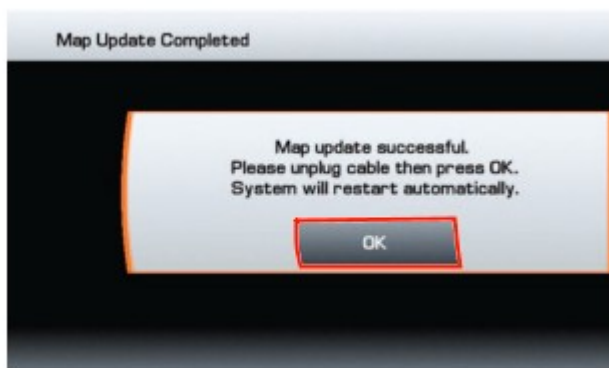 Map Update Completed
Map update successful.
Please unplug cable then press OK.
System will restart automatically.
OK